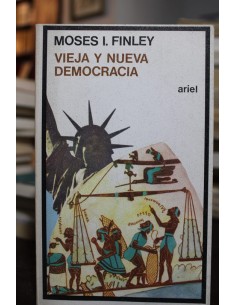 MOSES I. FINLEY
VIEJA Y NUEVA
DEMOCRACIA
ariel